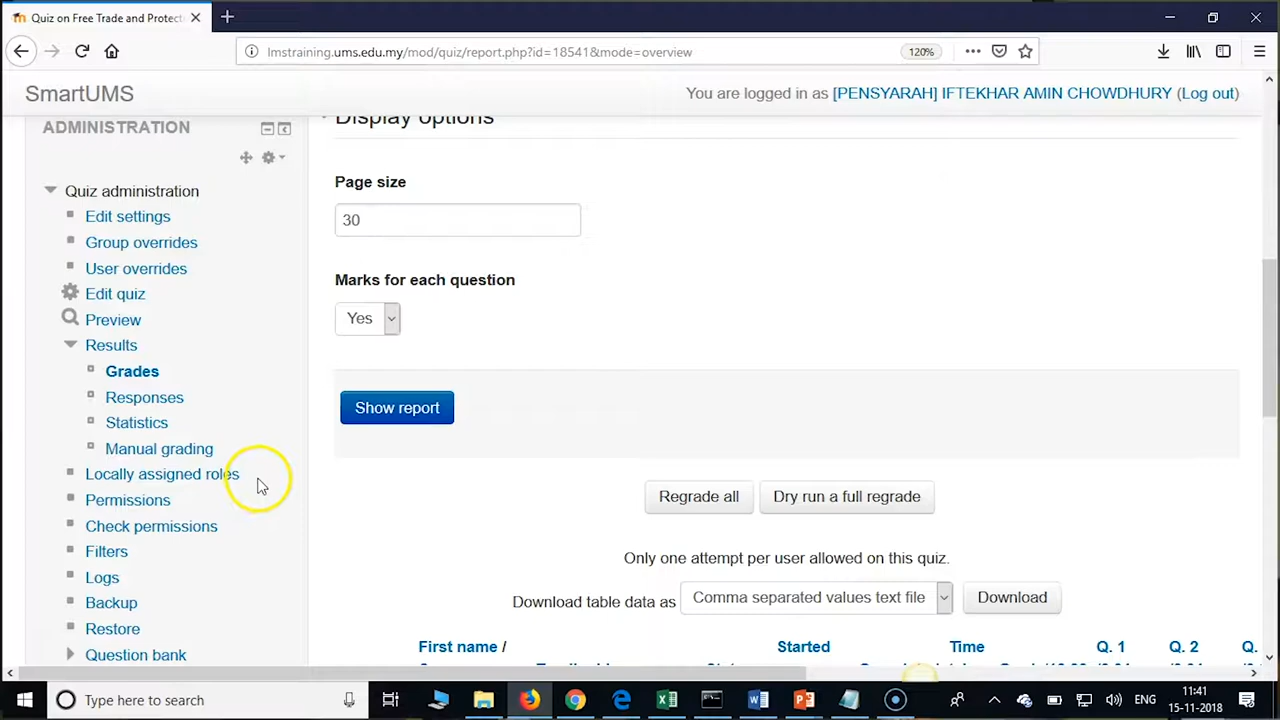 Quiz on Free Trade and Protecti
lmstraining.ums.edu.my/mod/quiz/report.php?id=18541&mode=overview
120%
SmartUMS
You are logged in as [PENSYARAH] IFTEKHAR AMIN CHOWDHURY (Log out)
ADMINISTRATION
Quiz administration
Edit settings
Group overrides
User overrides
Edit quiz
Preview
Results
Grades
Responses
Statistics
Manual grading
Locally assigned roles
Permissions
Check permissions
Filters
Logs
Backup
Restore
Question bank
Display options
Page size
30
Marks for each question
Yes
Show report
Regrade all
Dry run a full regrade
Only one attempt per user allowed on this quiz.
Download table data as
Comma separated values text file
Download
First name /
Started
Time
Q. 1
Q. 2
Q.
Type here to search
ENG
11:41
15-11-2018